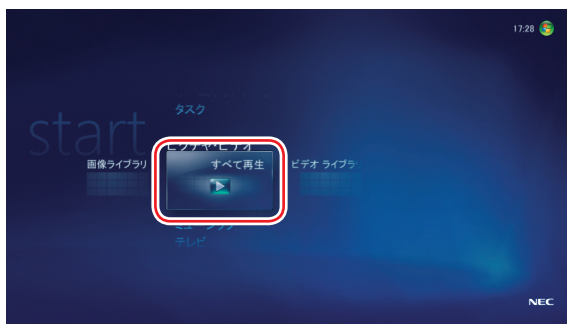 17:28
start
タスク
ピクチャ・ビデオ
画像ライブラリ
すべて再生
ビデオ ライブラ
ミュージック
テレビ
NEC